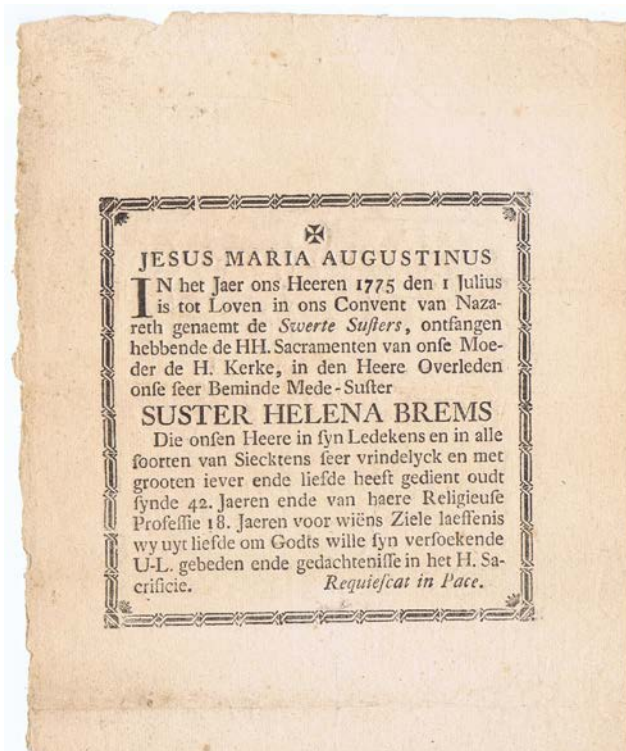 ✠
JESUS MARIA AUGUSTINUS
IN het Jaer ons Heeren 1775 den 1 Julius
is tot Loven in ons Convent van Naza-
reth genaemt de Swerte Suſters, ontfangen
hebbende de HH. Sacramenten van onſe Moe-
der de H. Kerke, in den Heere Overleden
onſe ſeer Beminde Mede-Suſter
SUSTER HELENA BREMS
Die onſen Heere in ſyn Ledekens en in alle
ſoorten van Siecktens ſeer vrindelyck en met
grooten iever ende lieſde heeft gedient oudt
ſynde 42. Jaeren ende van haere Religieuſe
Profeſſie 18. Jaeren voor wiëns Ziele laeſſenis
wy uyt liefde om Godts wille ſyn verſoekende
U-L. gebeden ende gedachteniſſe in het H. Sa-
crificie. Requieſcat in Pace.